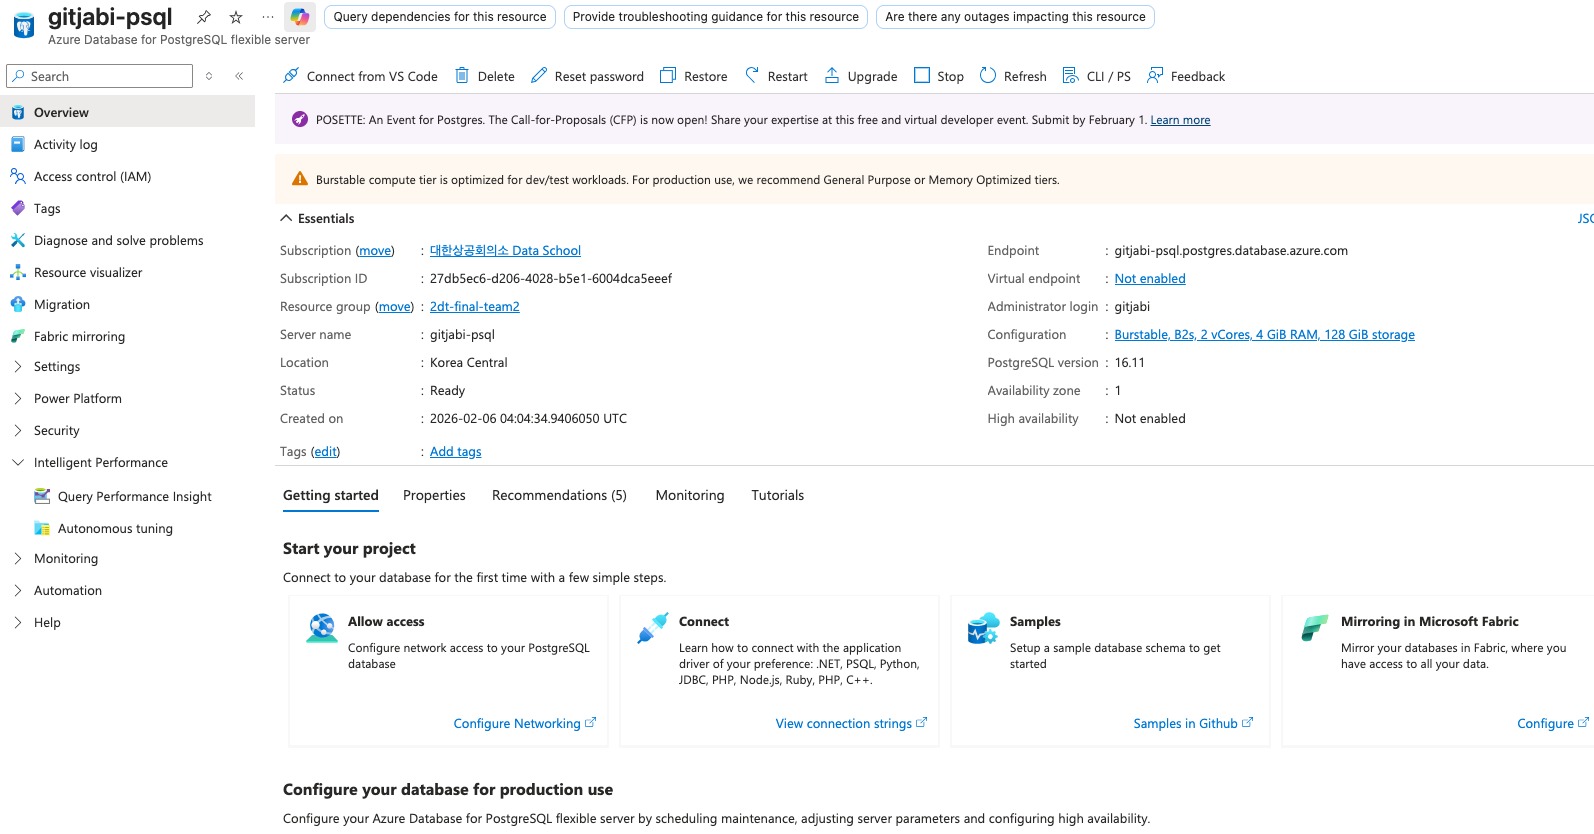 gitjabi-psql
Azure Database for PostgreSQL flexible server
Query dependencies for this resource
Provide troubleshooting guidance for this resource
Are there any outages impacting this resource
Search
Overview
Activity log
Access control (IAM)
Tags
Diagnose and solve problems
Resource visualizer
Migration
Fabric mirroring
Settings
Power Platform
Security
Intelligent Performance
Query Performance Insight
Autonomous tuning
Monitoring
Automation
Help
Connect from VS Code
Delete
Reset password
Restore
Restart
Upgrade
Stop
Refresh
CLI / PS
Feedback
POSETTE: An Event for Postgres. The Call-for-Proposals (CFP) is now open! Share your expertise at this free and virtual developer event. Submit by February 1. Learn more
Burstable compute tier is optimized for dev/test workloads. For production use, we recommend General Purpose or Memory Optimized tiers.
Essentials
Subscription (move) : 대한상공회의소 Data School
Subscription ID : 27db5ec6-d206-4028-b5e1-6004dca5eeef
Resource group (move) : 2dt-final-team2
Server name : gitjabi-psql
Location : Korea Central
Status : Ready
Created on : 2026-02-06 04:04:34.9406050 UTC
Tags (edit) : Add tags
Endpoint : gitjabi-psql.postgres.database.azure.com
Virtual endpoint : Not enabled
Administrator login : gitjabi
Configuration : Burstable, B2s, 2 vCores, 4 GiB RAM, 128 GiB storage
PostgreSQL version : 16.11
Availability zone : 1
High availability : Not enabled
Getting started
Properties
Recommendations (5)
Monitoring
Tutorials
Start your project
Connect to your database for the first time with a few simple steps.
Allow access
Configure network access to your PostgreSQL
database
Configure Networking
Connect
Learn how to connect with the application
driver of your preference: .NET, PSQL, Python,
JDBC, PHP, Node.js, Ruby, PHP, C++.
View connection strings
Samples
Setup a sample database schema to get
started
Samples in Github
Mirroring in Microsoft Fabric
Mirror your databases in Fabric, where you
have access to all your data.
Configure
Configure your database for production use
Configure your Azure Database for PostgreSQL flexible server by scheduling maintenance, adjusting server parameters and configuring high availability.